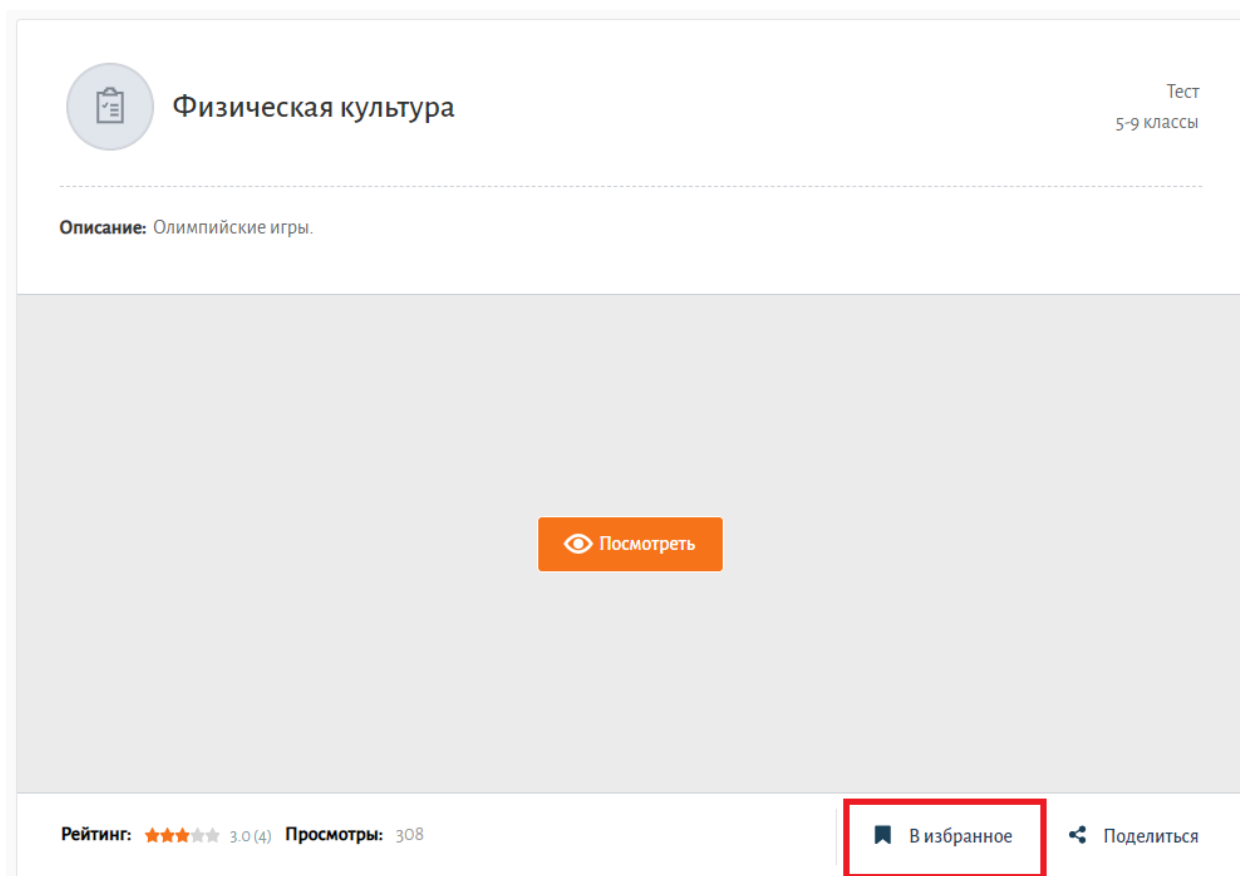 Физическая культура
Тест
5-9 классы
Описание: Олимпийские игры.
Посмотреть
Рейтинг: 3.0 (4) Просмотры: 308
В избранное
Поделиться